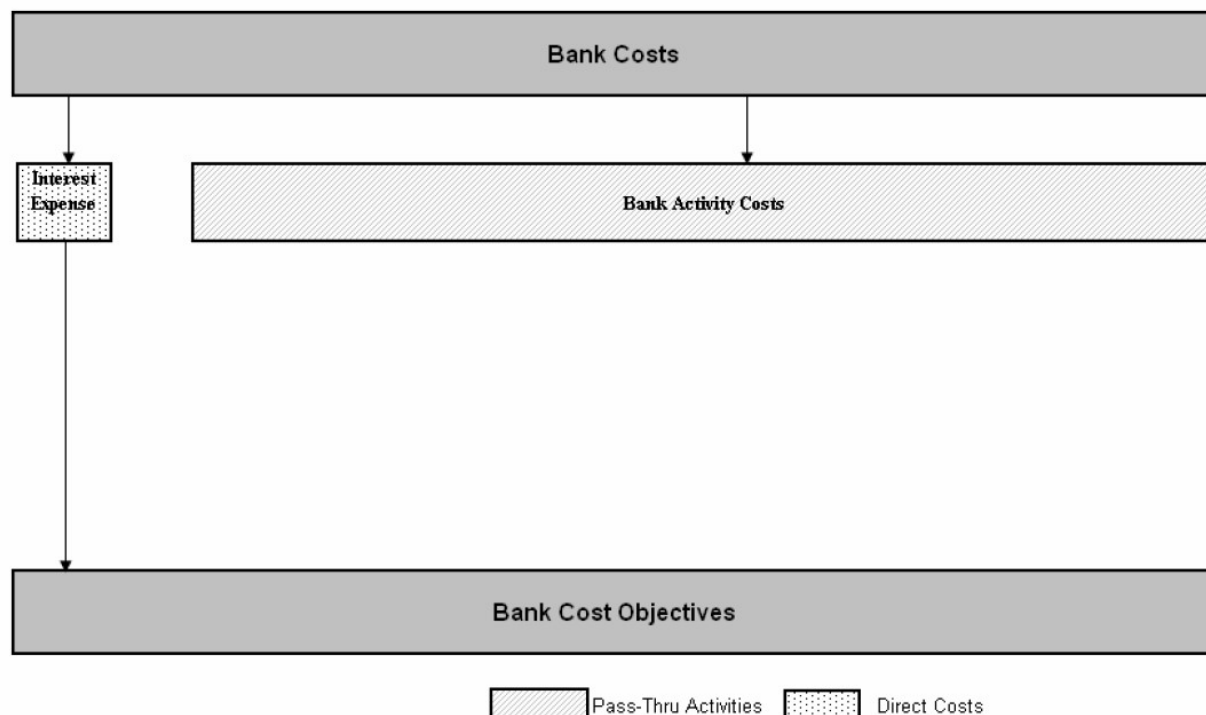 Bank Costs
Interest
Expense
Bank Activity Costs
Bank Cost Objectives
Pass-Thru Activities
Direct Costs